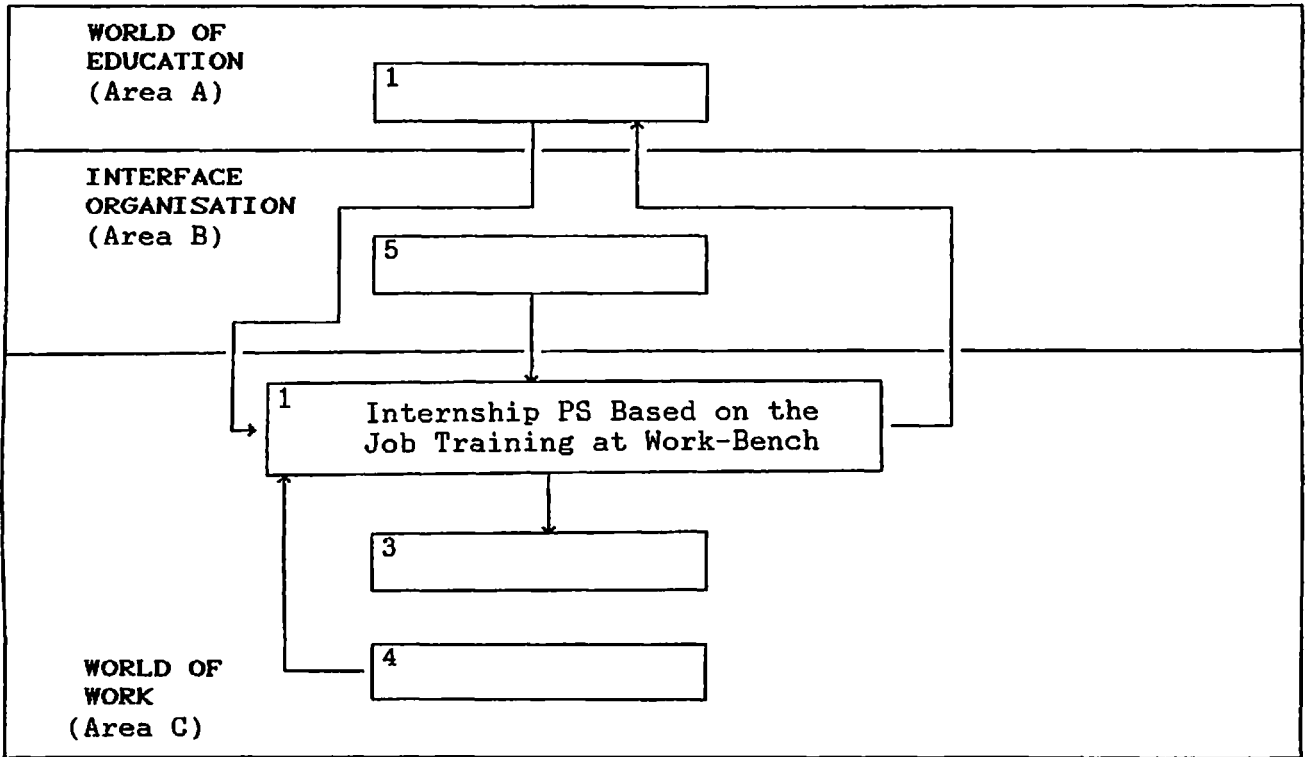 WORLD OF
EDUCATION
(Area A)
1
INTERFACE
ORGANISATION
(Area B)
5
1
Internship PS Based on the
Job Training at Work-Bench
3
4
WORLD OF
WORK
(Area C)